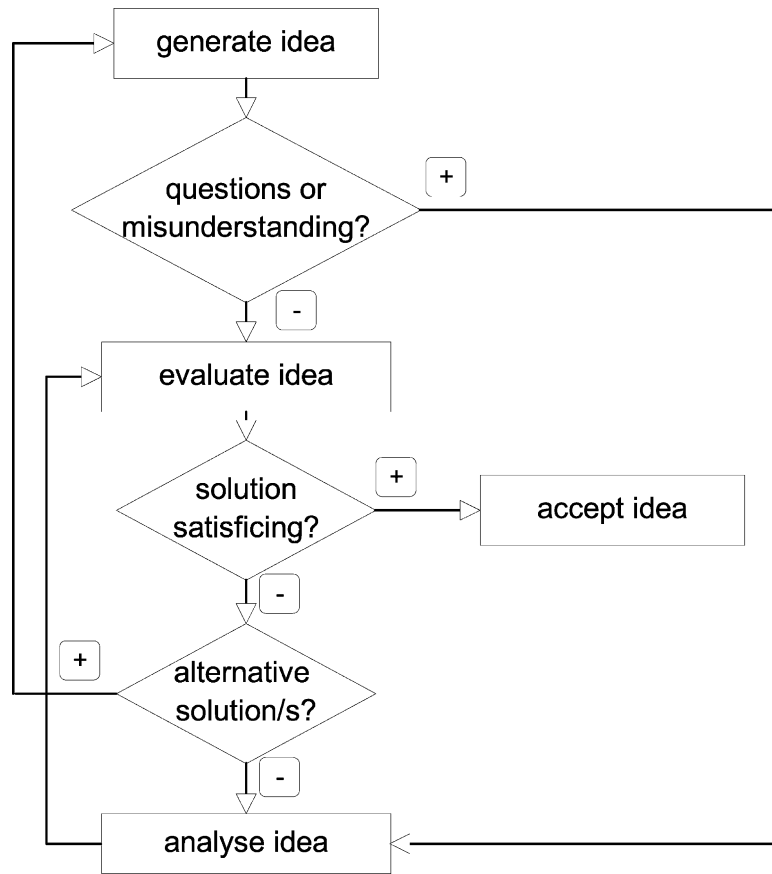 generate idea
+
questions or
misunderstanding?
-
evaluate idea
+
solution
satisficing?
accept idea
-
+
alternative
solution/s?
-
analyse idea